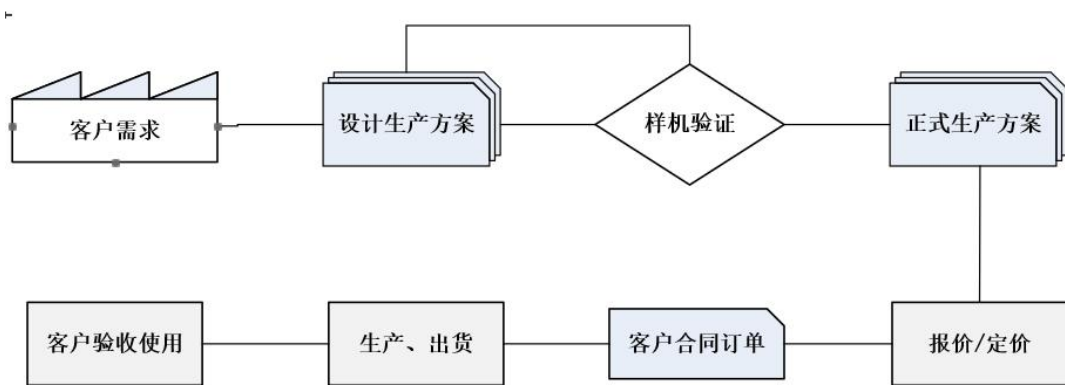 客户需求
设计生产方案
样机验证
正式生产方案
客户验收使用
生产、出货
客户合同订单
报价/定价